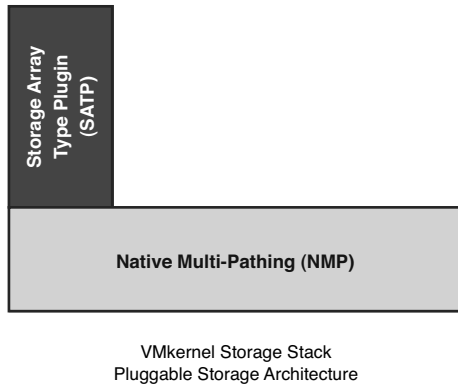 Storage Array
Type Plugin
(SATP)
Native Multi-Pathing (NMP)
VMkernel Storage Stack
Pluggable Storage Architecture